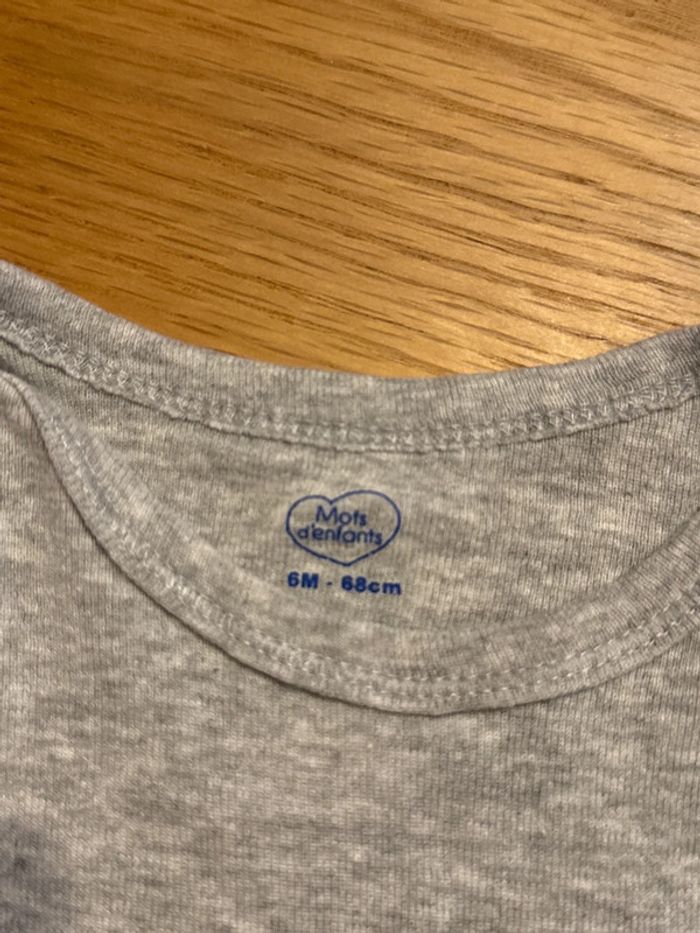 Mots
d'enfants
6M - 68cm